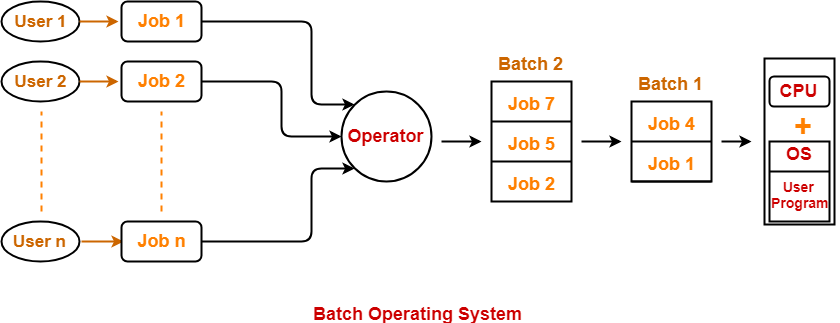 User 1
Job 1
User 2
Job 2
User n
Job n
Operator
Batch 2
Job 7
Job 5
Job 2
Batch 1
Job 4
Job 1
CPU
+
OS
User
Program
Batch Operating System